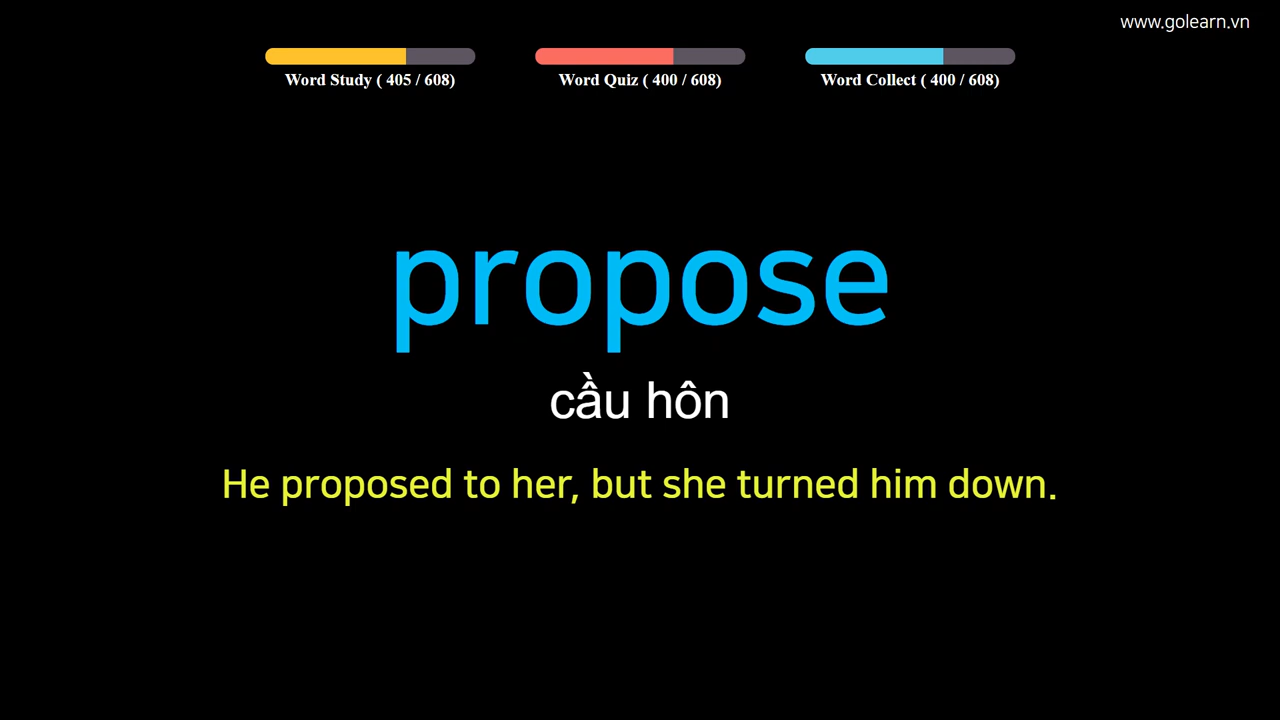 www.golearn.vn
Word Study ( 405 / 608)
Word Quiz ( 400 / 608)
Word Collect ( 400 / 608)
propose
cầu hôn
He proposed to her, but she turned him down.